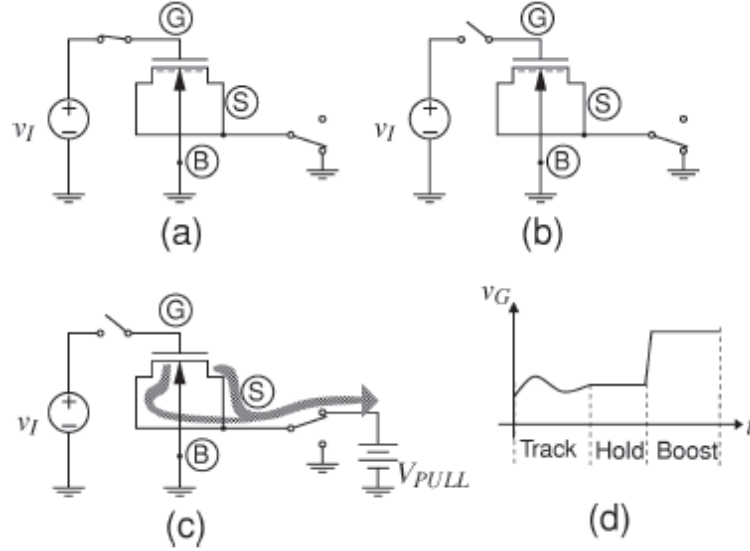 G
v_I
S
B
(a)
G
v_I
S
B
(b)
G
v_I
S
B
V_PULL
(c)
v_G
t
Track Hold Boost
(d)